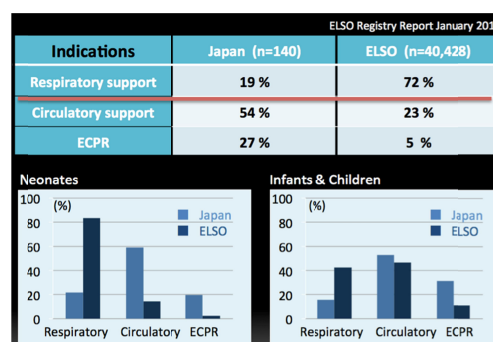 ELSO Registry Report January 201
Indications Japan (n=140) ELSO (n=40,428)
Respiratory support 19 % 72 %
Circulatory support 54 % 23 %
ECPR 27 % 5 %
Neonates
100
(%)
Japan
80
ELSO
60
40
20
0
Respiratory Circulatory ECPR
Infants & Children
100
(%)
Japan
80
ELSO
60
40
20
0
Respiratory Circulatory ECPR